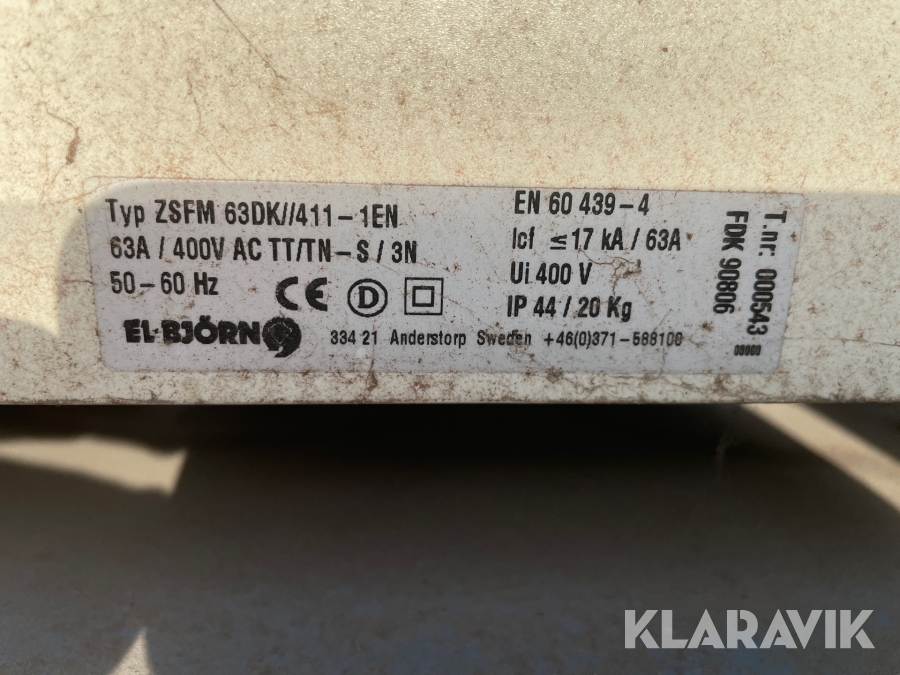 Typ ZSFM 63DK//411-1EN
63A / 400V AC TT/TN-S / 3N
50-60 Hz
CE D
EL-BJÖRN
EN 60 439-4
Icf ≤17 kA / 63A
Ui 400 V
IP 44 / 20 Kg
334 21 Anderstorp Sweden +46(0)371-588100
T.nr: 000543
FDK 90806
KLARAVIK